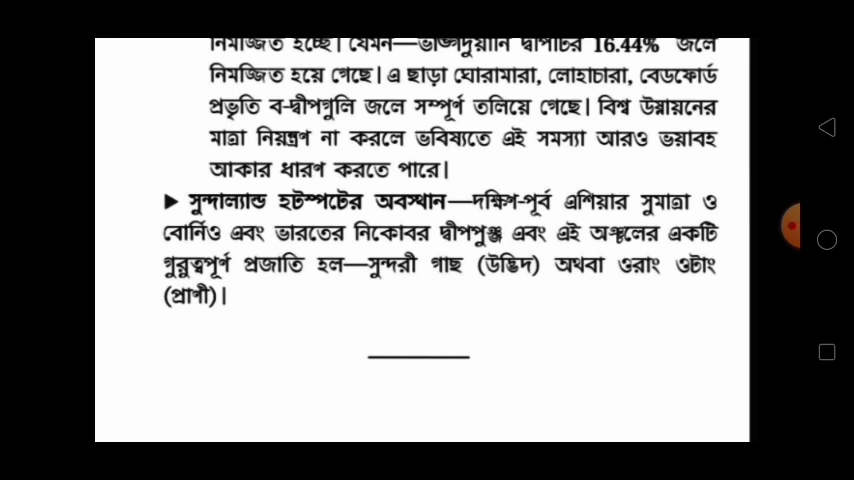 নিমজ্জিত হচ্ছে। যেমন—ভাঙ্গাদুয়ানি দ্বীপটির 16.44% জলে
নিমজ্জিত হয়ে গেছে। এ ছাড়া ঘোরামারা, লোহাচারা, বেডফোর্ড
প্রভৃতি ব-দ্বীপগুলি জলে সম্পূর্ণ তলিয়ে গেছে। বিশ্ব উন্নায়নের
মাত্রা নিয়ন্ত্রণ না করলে ভবিষ্যতে এই সমস্যা আরও ভয়াবহ
আকার ধারণ করতে পারে।
▶ সুন্দাল্যান্ড হটস্পটের অবস্থান—দক্ষিণ-পূর্ব এশিয়ার সুমাত্রা ও
বোর্নিও এবং ভারতের নিকোবর দ্বীপপুঞ্জ এবং এই অঞ্চলের একটি
গুরুত্বপূর্ণ প্রজাতি হল—সুন্দরী গাছ (উদ্ভিদ) অথবা ওরাং ওটাং
(প্রাণী)।